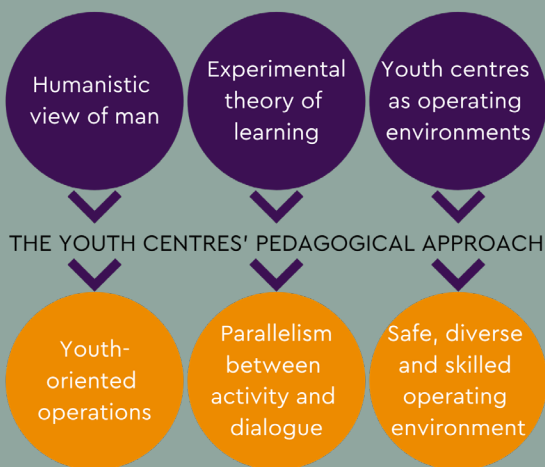 Humanistic
view of man
Experimental
theory of
learning
Youth centres
as operating
environments
THE YOUTH CENTRES' PEDAGOGICAL APPROACH
Youth-
oriented
operations
Parallelism
between
activity and
dialogue
Safe, diverse
and skilled
operating
environment